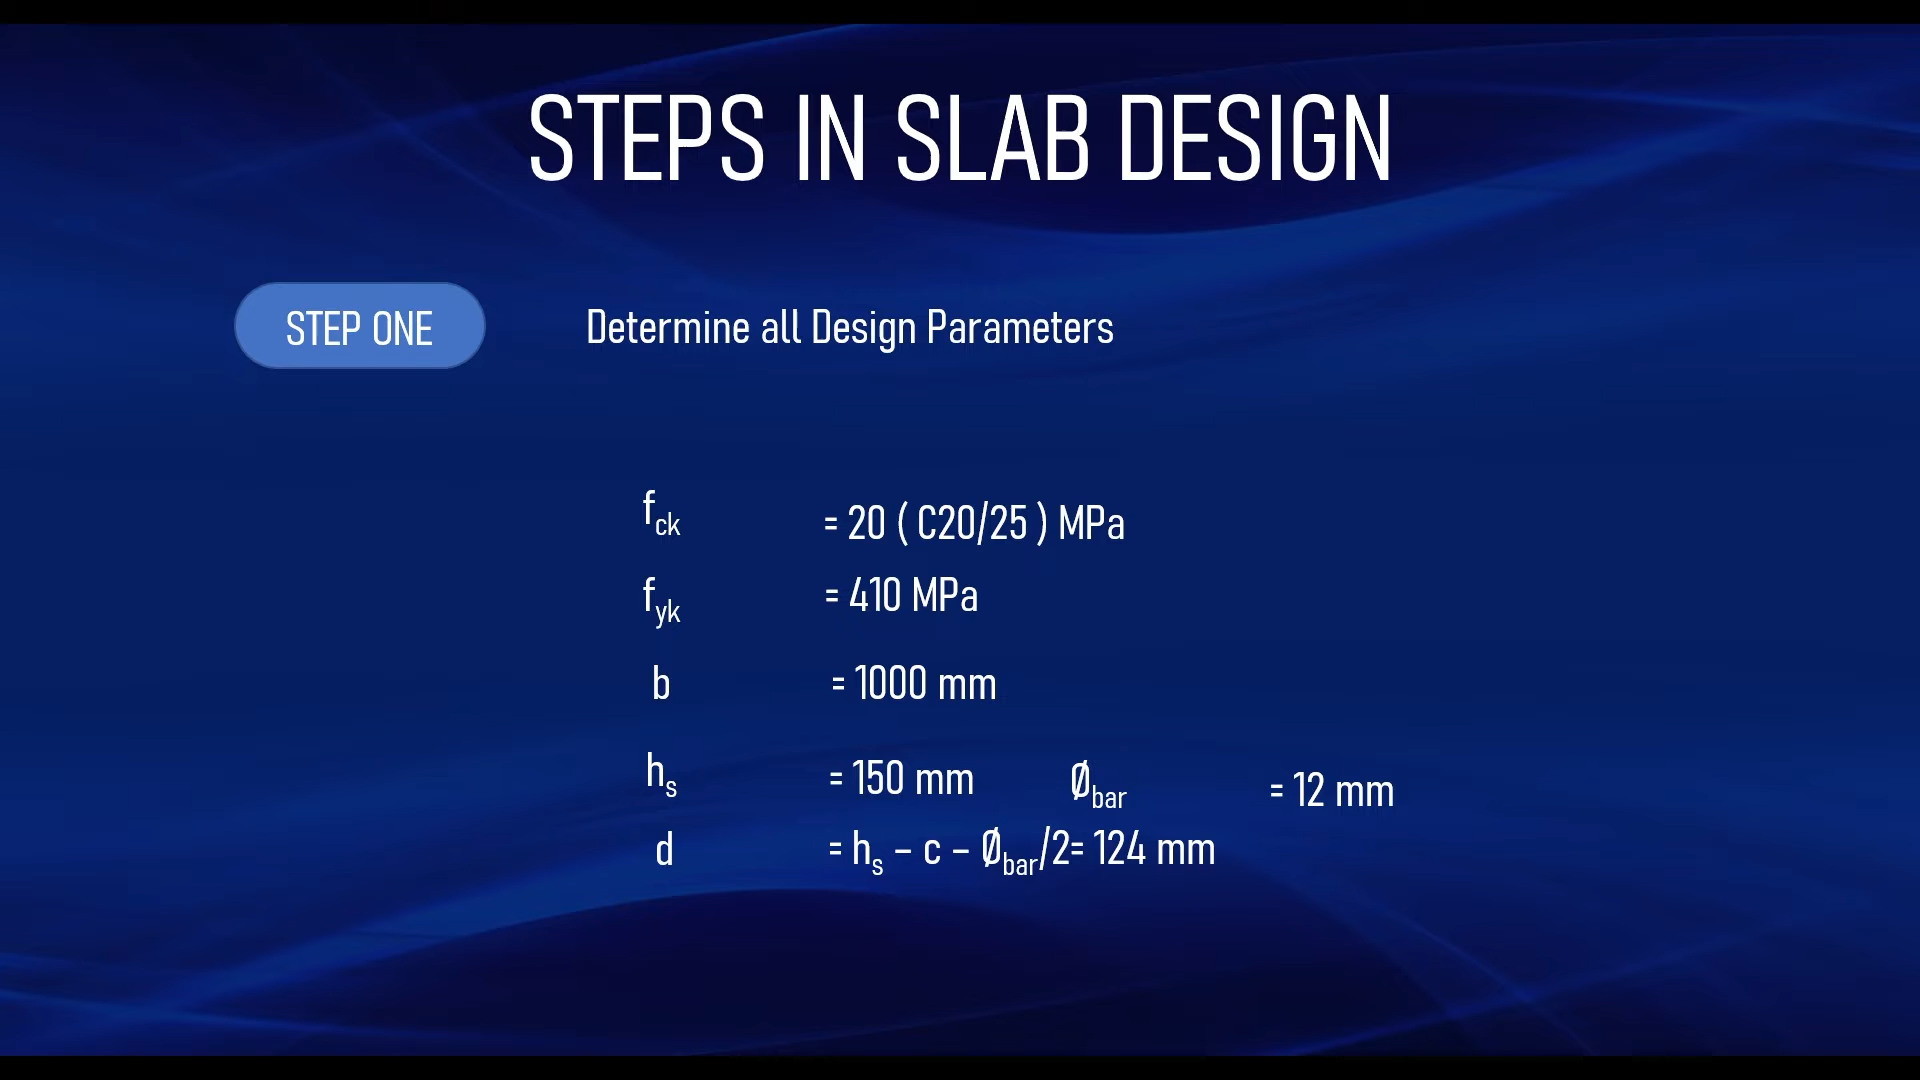 STEPS IN SLAB DESIGN
STEP ONE Determine all Design Parameters
fck = 20 ( C20/25 ) MPa
fyk = 410 MPa
b = 1000 mm
hs = 150 mm Øbar = 12 mm
d = hs – c – Øbar/2= 124 mm